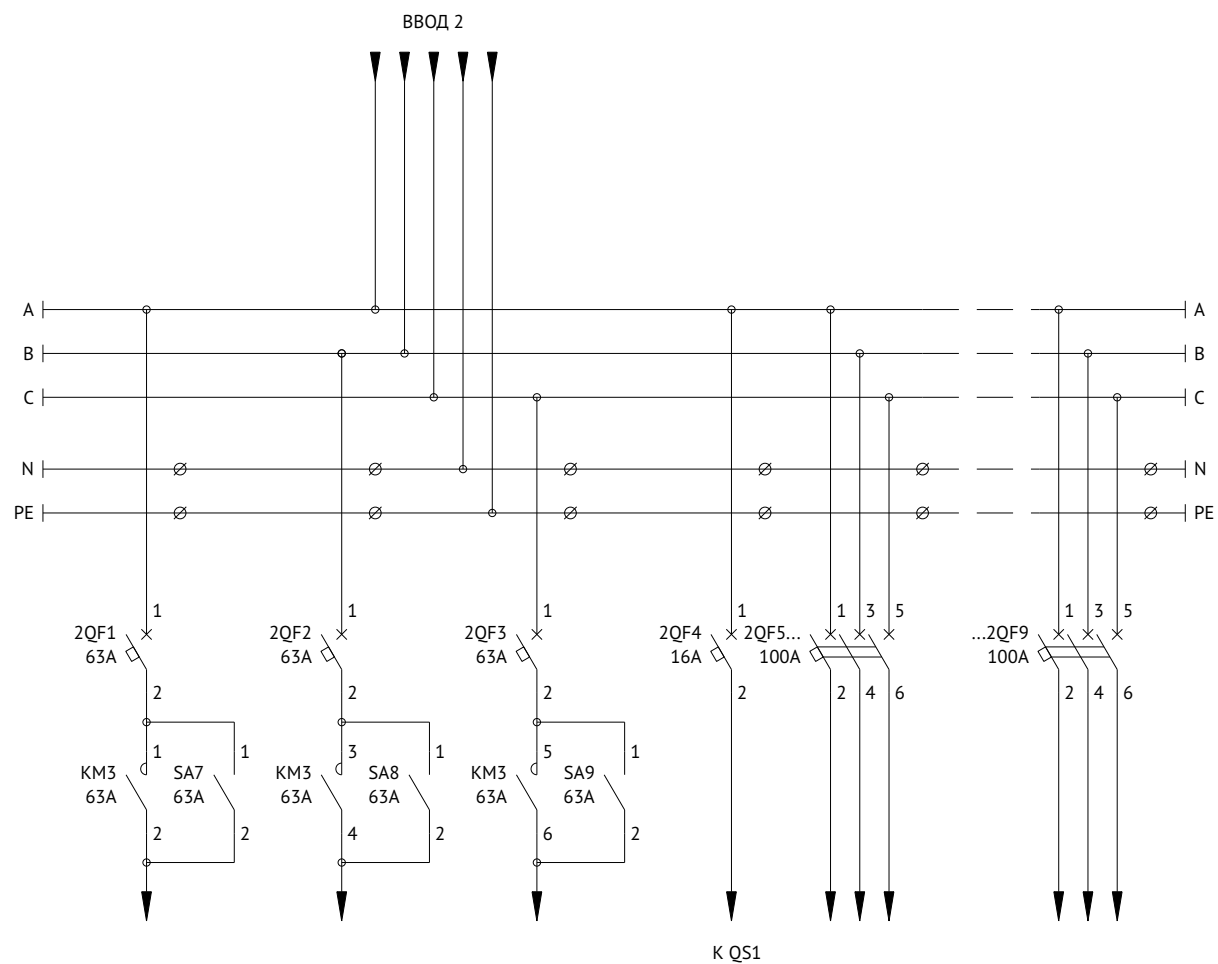 ВВОД 2
A A
B B
C C
N N
PE PE
1 1 1 1 1 3 5 1 3 5
2QF1 2QF2 2QF3 2QF4 2QF5... ...2QF9
63A 63A 63A 16A 100A 100A
2 2 2 2 2 4 6 2 4 6
1 1 3 1 5 1
KM3 SA7 KM3 SA8 KM3 SA9
63A 63A 63A 63A 63A 63A
2 2 4 2 6 2
К QS1